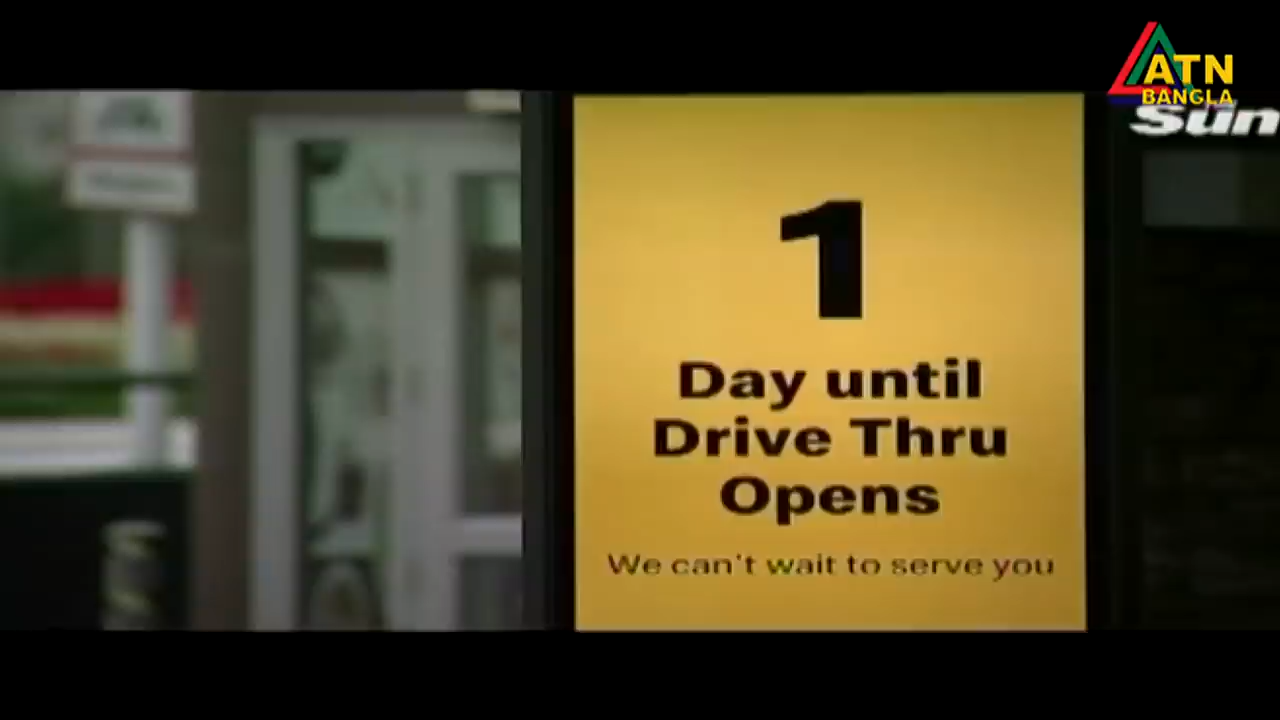 ATN
BANGLA
Sun
1
Day until
Drive Thru
Opens
We can't wait to serve you